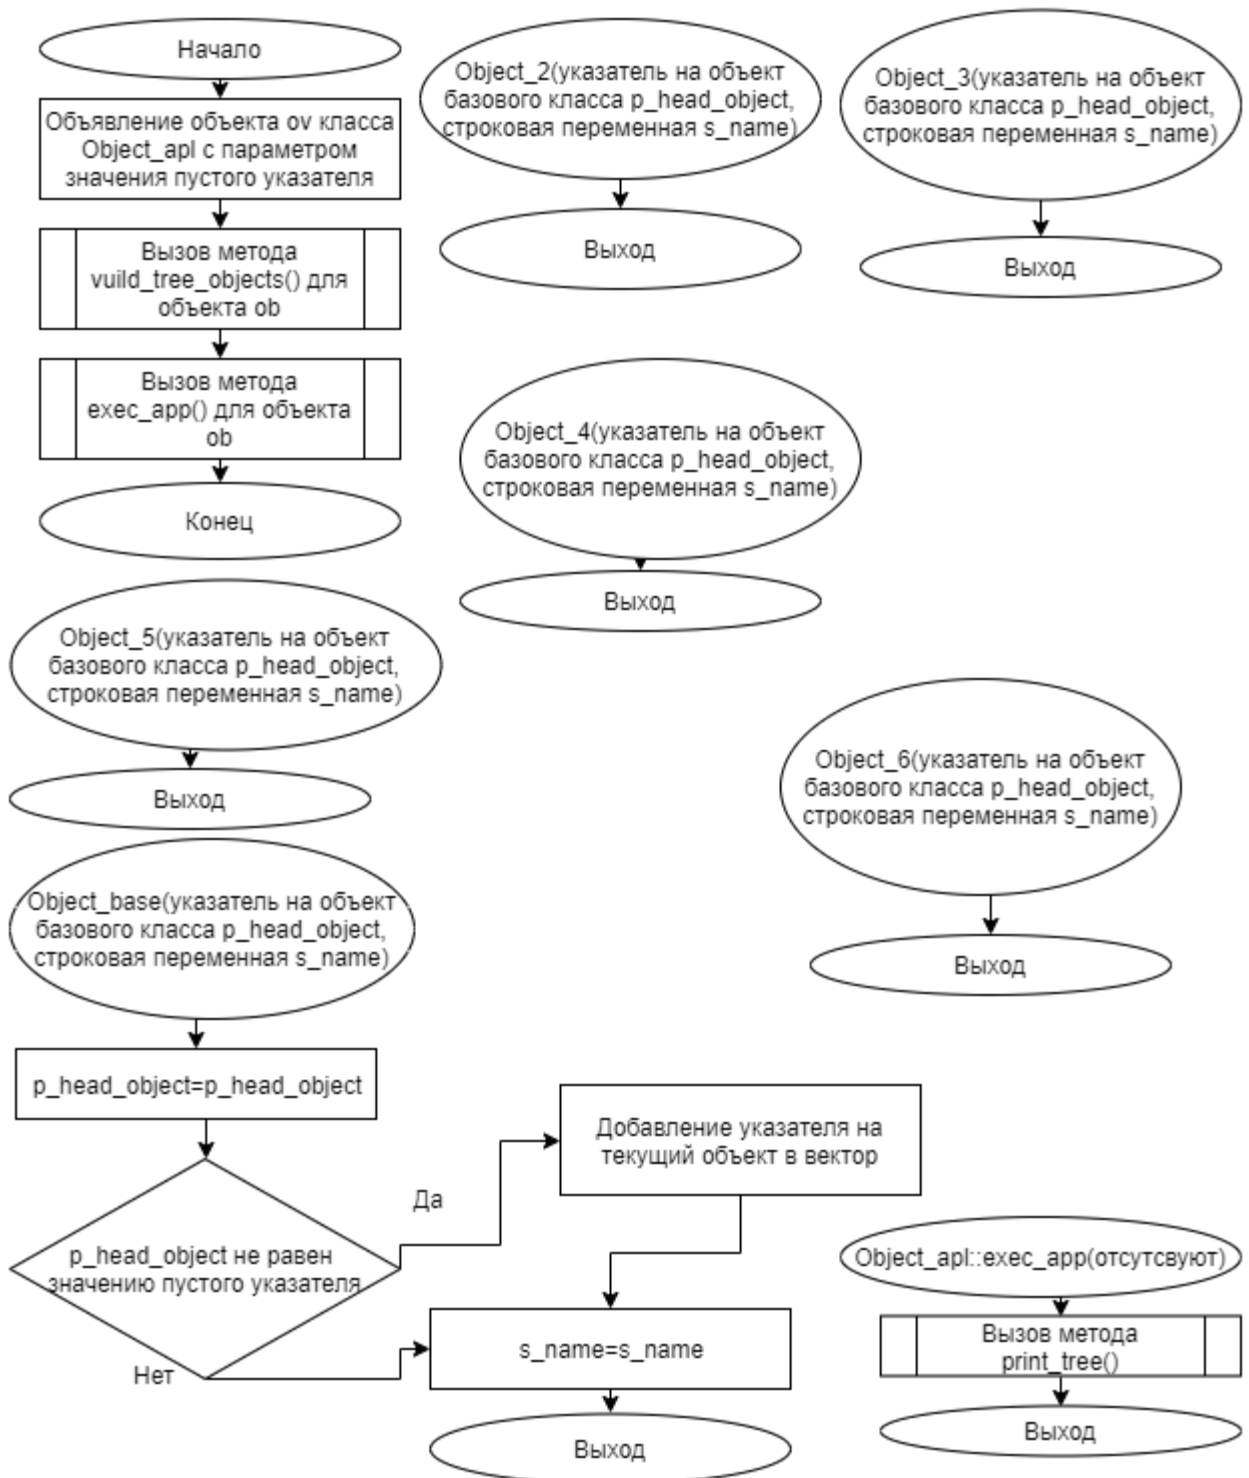 Начало
Объявление объекта ov класса
Object_apl с параметром
значения пустого указателя
Вызов метода
vuild_tree_objects() для
объекта ob
Вызов метода
exec_app() для объекта
ob
Конец
Object_2(указатель на объект
базового класса p_head_object,
строковая переменная s_name)
Выход
Object_3(указатель на объект
базового класса p_head_object,
строковая переменная s_name)
Выход
Object_4(указатель на объект
базового класса p_head_object,
строковая переменная s_name)
Выход
Object_5(указатель на объект
базового класса p_head_object,
строковая переменная s_name)
Выход
Object_6(указатель на объект
базового класса p_head_object,
строковая переменная s_name)
Выход
Object_base(указатель на объект
базового класса p_head_object,
строковая переменная s_name)
p_head_object=p_head_object
p_head_object не равен
значению пустого указателя
Да
Нет
Добавление указателя на
текущий объект в вектор
s_name=s_name
Выход
Object_apl::exec_app(отсутсвуют)
Вызов метода
print_tree()
Выход